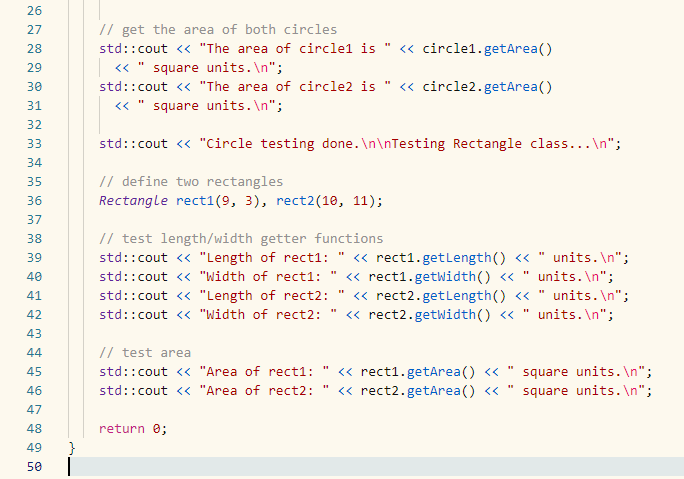 26
27 // get the area of both circles
28 std::cout << "The area of circle1 is " << circle1.getArea()
29 << " square units.\n";
30 std::cout << "The area of circle2 is " << circle2.getArea()
31 << " square units.\n";
32
33 std::cout << "Circle testing done.\n\nTesting Rectangle class...\n";
34
35 // define two rectangles
36 Rectangle rect1(9, 3), rect2(10, 11);
37
38 // test length/width getter functions
39 std::cout << "Length of rect1: " << rect1.getLength() << " units.\n";
40 std::cout << "Width of rect1: " << rect1.getWidth() << " units.\n";
41 std::cout << "Length of rect2: " << rect2.getLength() << " units.\n";
42 std::cout << "Width of rect2: " << rect2.getWidth() << " units.\n";
43
44 // test area
45 std::cout << "Area of rect1: " << rect1.getArea() << " square units.\n";
46 std::cout << "Area of rect2: " << rect2.getArea() << " square units.\n";
47
48 return 0;
49 }
50